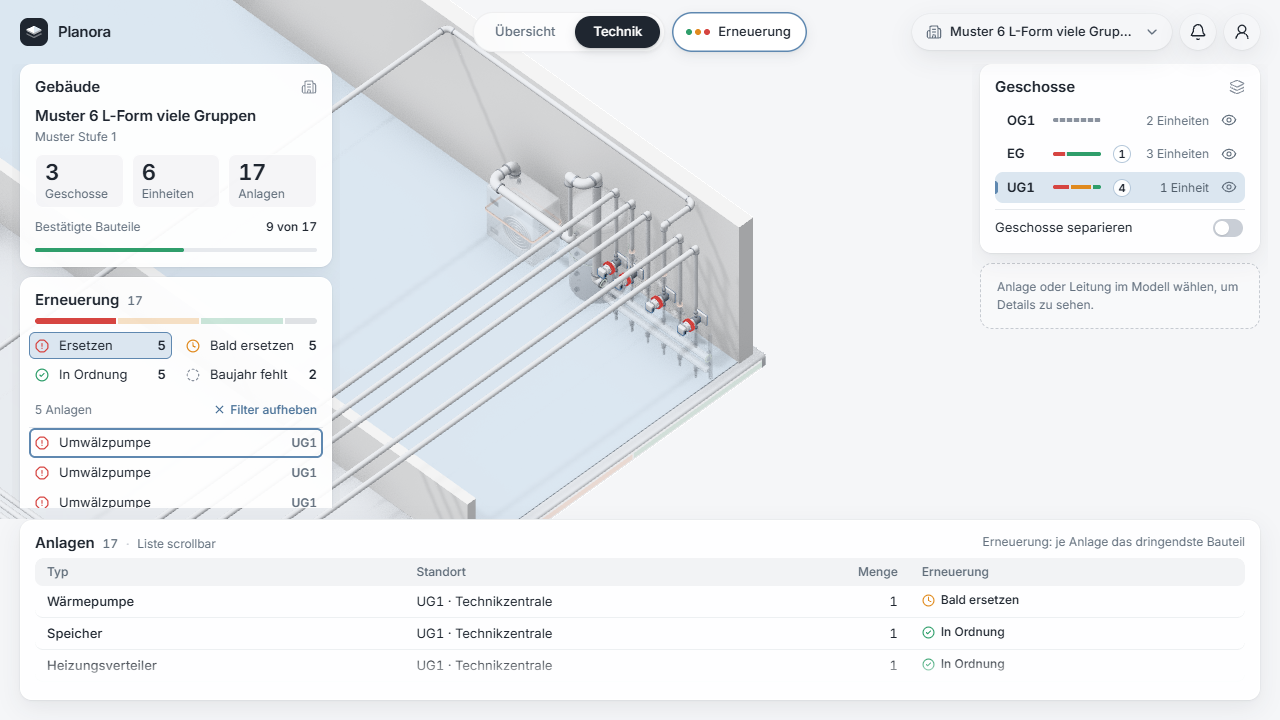 Planora
Übersicht
Technik
Erneuerung
Muster 6 L-Form viele Grup...
Gebäude
Muster 6 L-Form viele Gruppen
Muster Stufe 1
3
Geschosse
6
Einheiten
17
Anlagen
Bestätigte Bauteile
9 von 17
Erneuerung 17
Ersetzen 5
Bald ersetzen 5
In Ordnung 5
Baujahr fehlt 2
5 Anlagen
Filter aufheben
Umwälzpumpe UG1
Umwälzpumpe UG1
Umwälzpumpe UG1
Geschosse
OG1 2 Einheiten
EG 1 3 Einheiten
UG1 4 1 Einheit
Geschosse separieren
Anlage oder Leitung im Modell wählen, um
Details zu sehen.
Anlagen 17 · Liste scrollbar
Erneuerung: je Anlage das dringendste Bauteil
Typ Standort Menge Erneuerung
Wärmepumpe UG1 · Technikzentrale 1 Bald ersetzen
Speicher UG1 · Technikzentrale 1 In Ordnung
Heizungsverteiler UG1 · Technikzentrale 1 In Ordnung